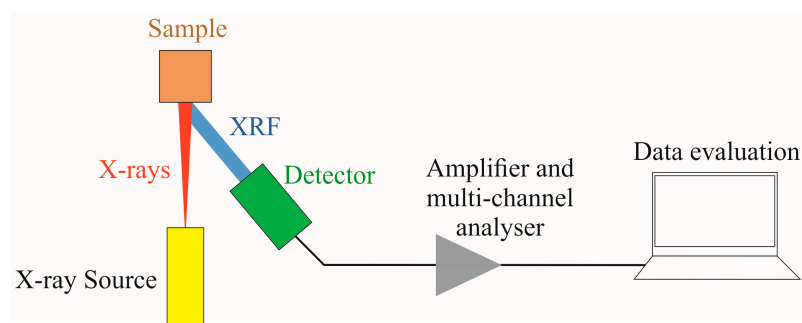 Sample
XRF
X-rays
Detector
Amplifier and
multi-channel
analyser
Data evaluation
X-ray Source